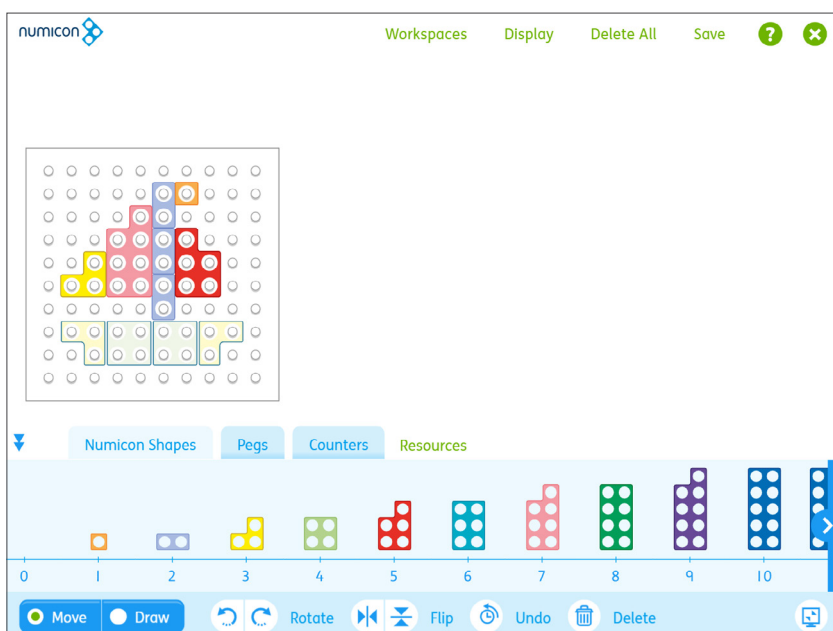 numicon
Workspaces Display Delete All Save ?
Numicon Shapes Pegs Counters Resources
0 1 2 3 4 5 6 7 8 9 10
Move Draw Rotate Flip Undo Delete